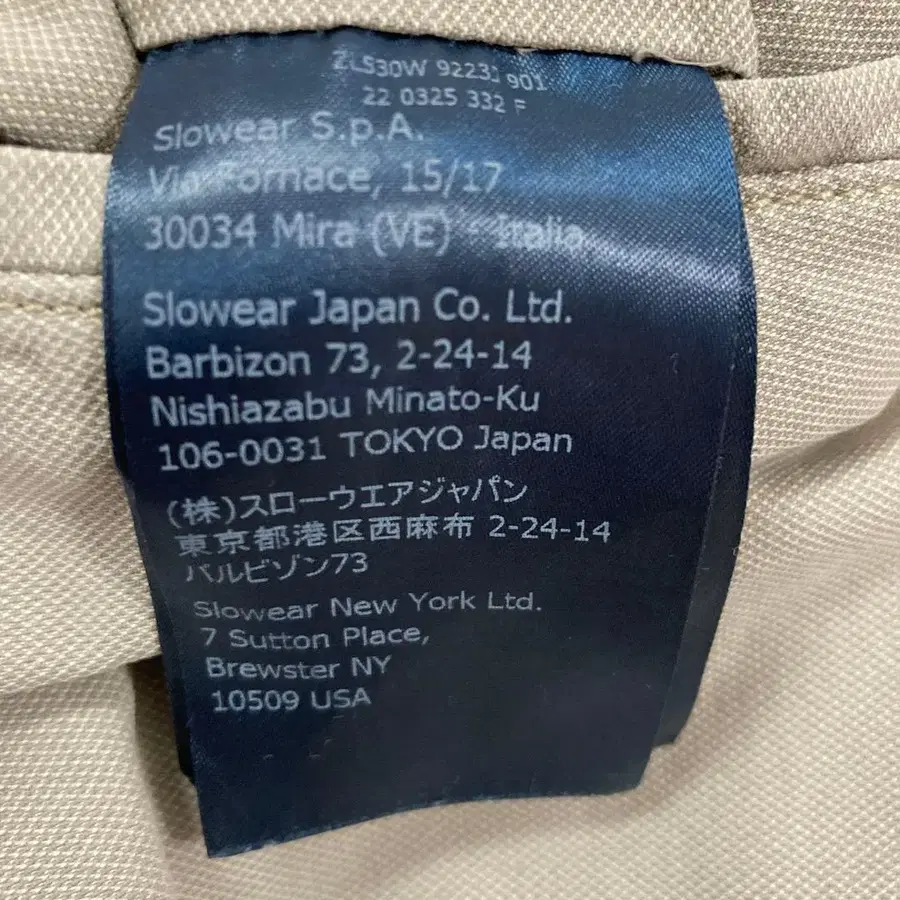 ZLS30W 92231 901
22 0325 332 F
Slowear S.p.A.
Via Fornace, 15/17
30034 Mira (VE) - Italia
Slowear Japan Co. Ltd.
Barbizon 73, 2-24-14
Nishiazabu Minato-Ku
106-0031 TOKYO Japan
(株)スローウエアジャパン
東京都港区西麻布 2-24-14
バルビゾン73
Slowear New York Ltd.
7 Sutton Place,
Brewster NY
10509 USA